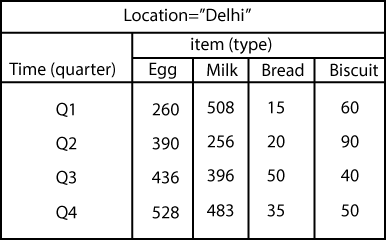 Location=”Delhi”
item (type)
Time (quarter) Egg Milk Bread Biscuit
Q1 260 508 15 60
Q2 390 256 20 90
Q3 436 396 50 40
Q4 528 483 35 50